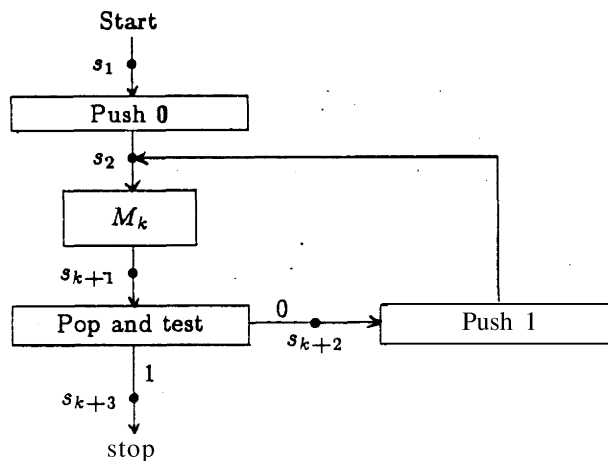 Start
s₁
Push 0
s₂
Mₖ
sₖ₊₁
Pop and test
0
sₖ₊₂
Push 1
1
sₖ₊₃
stop